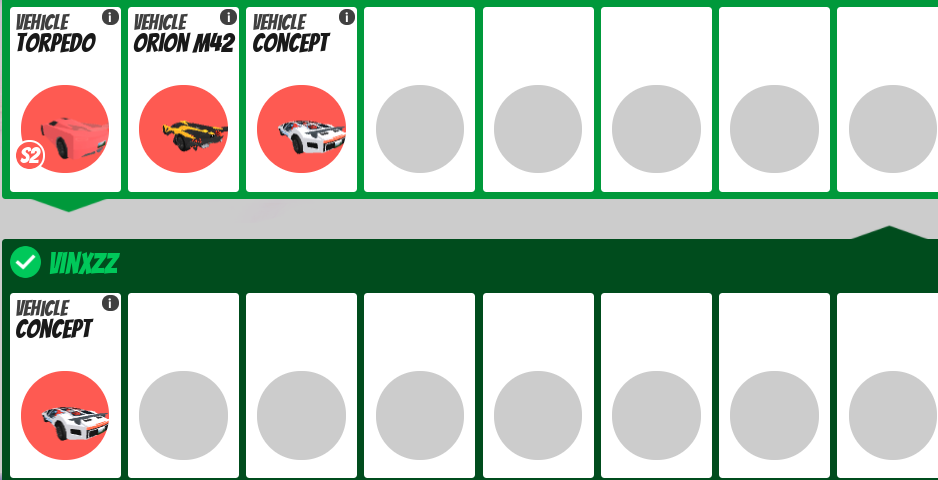 VEHICLE
TORPEDO
S2
VEHICLE
ORION M42
VEHICLE
CONCEPT
VINXZZ
VEHICLE
CONCEPT